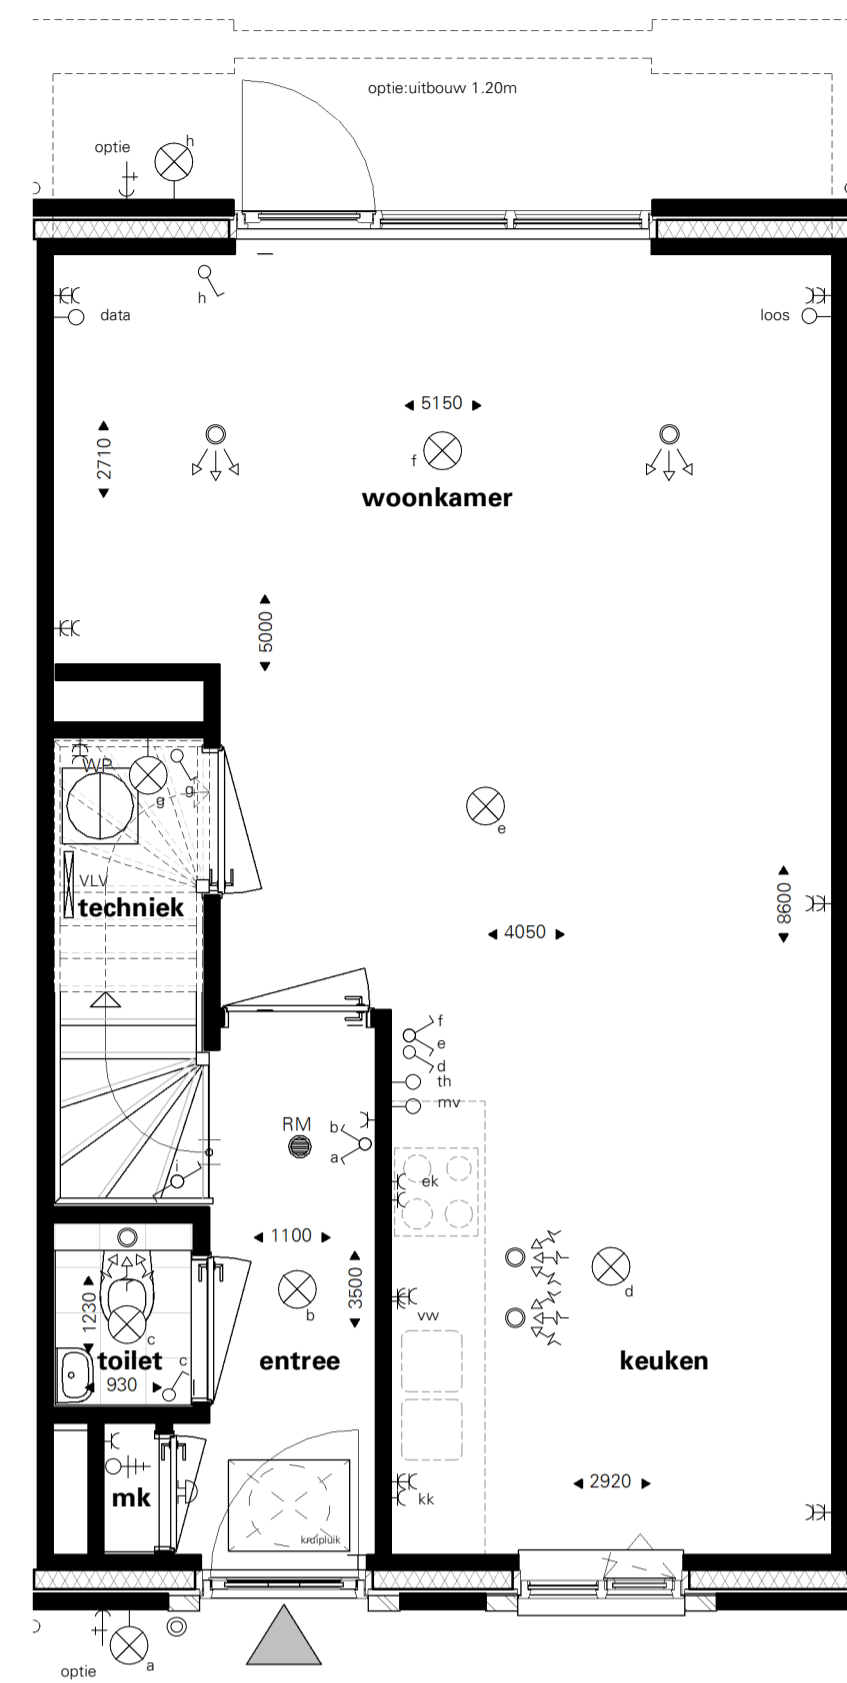 optie:uitbouw 1.20m
optie
h
h
data
loos
5150
2710
f
woonkamer
5000
WP
g
g
e
VLV
techniek
8600
4050
f
e
d
th
mv
RM
b
a
i
ek
1100
3500
1230
b
d
vw
c
c
toilet
930
entree
keuken
2920
mk
kk
kruipluik
a
optie